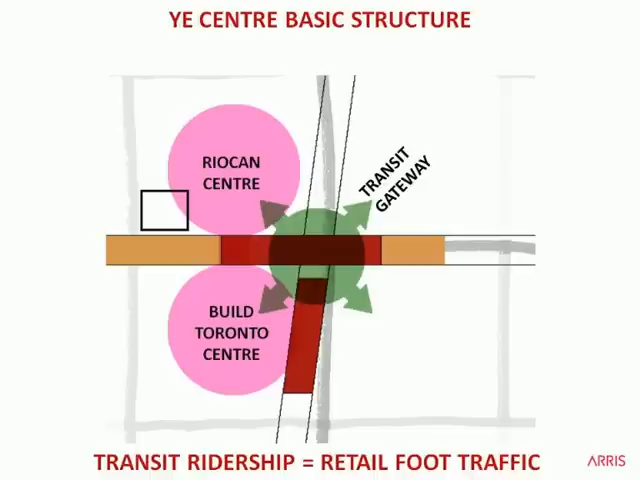 YE CENTRE BASIC STRUCTURE
RIOCAN
CENTRE
TRANSIT
GATEWAY
BUILD
TORONTO
CENTRE
TRANSIT RIDERSHIP = RETAIL FOOT TRAFFIC
ARRIS